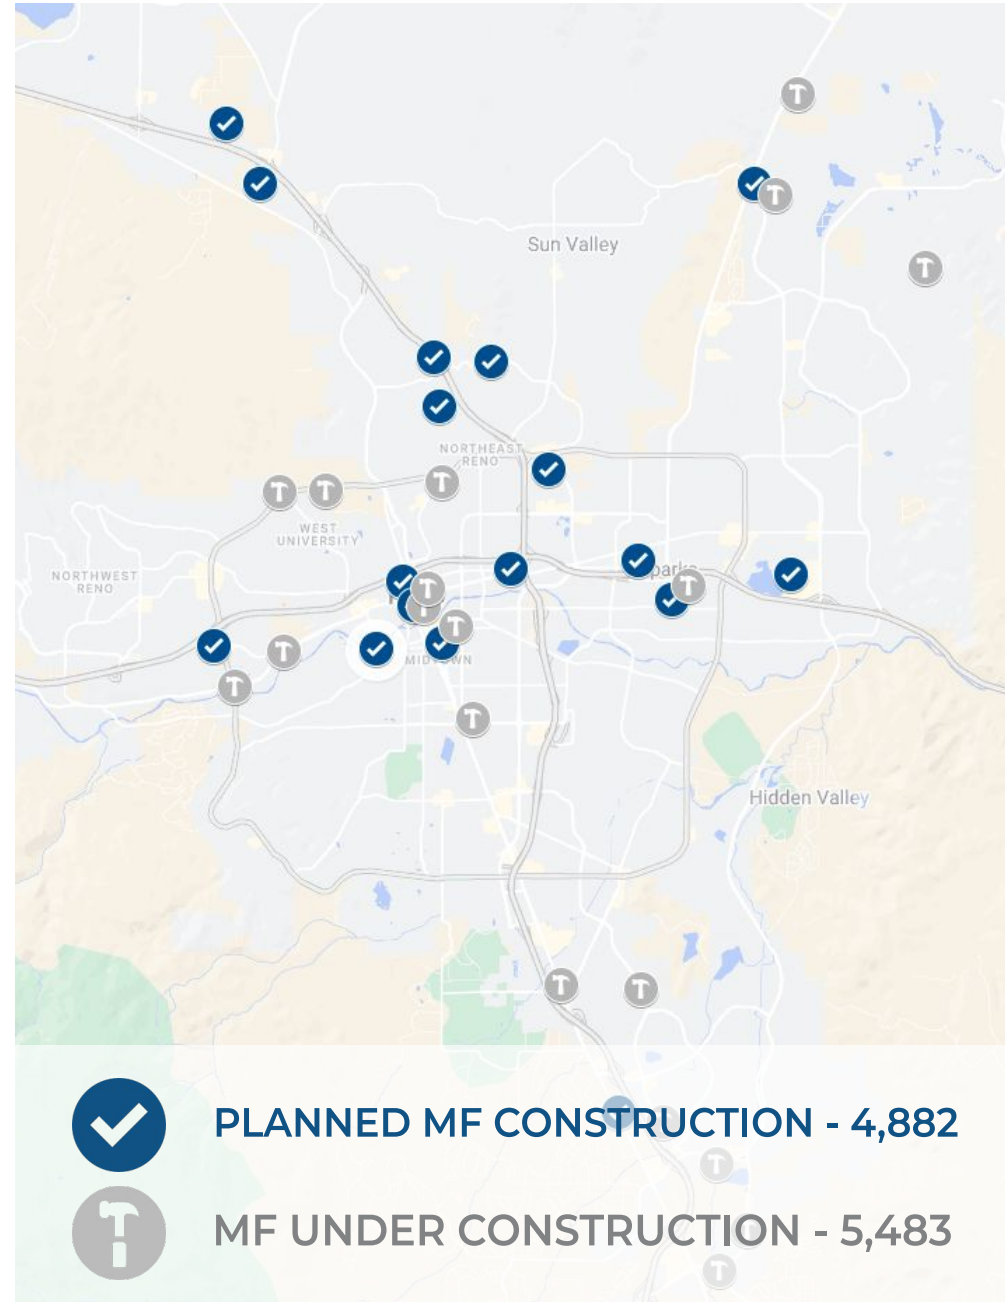 Sun Valley
NORTHEAST
RENO
WEST
UNIVERSITY
NORTHWEST
RENO
MIDTOWN
Hidden Valley
PLANNED MF CONSTRUCTION - 4,882
MF UNDER CONSTRUCTION - 5,483